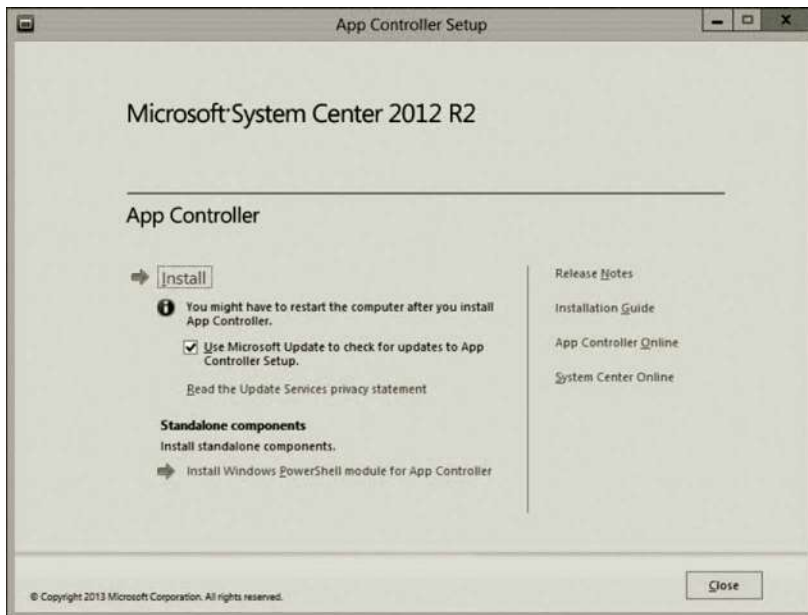 App Controller Setup
Microsoft System Center 2012 R2
App Controller
Install
You might have to restart the computer after you install
App Controller.
Use Microsoft Update to check for updates to App
Controller Setup.
Read the Update Services privacy statement
Standalone components
Install standalone components.
Install Windows PowerShell module for App Controller
Release Notes
Installation Guide
App Controller Online
System Center Online
© Copyright 2013 Microsoft Corporation. All rights reserved.
Close